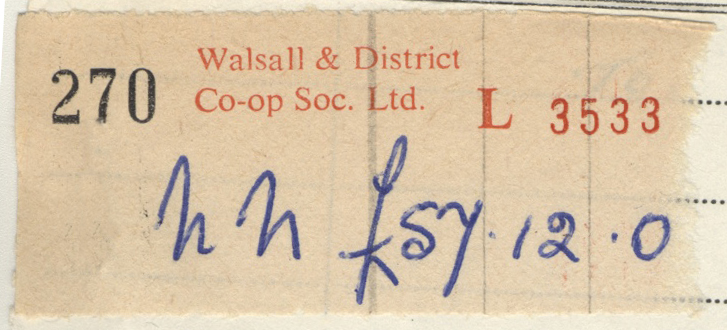 270
Walsall & District
Co-op Soc. Ltd.
L 3533
£57.12.0